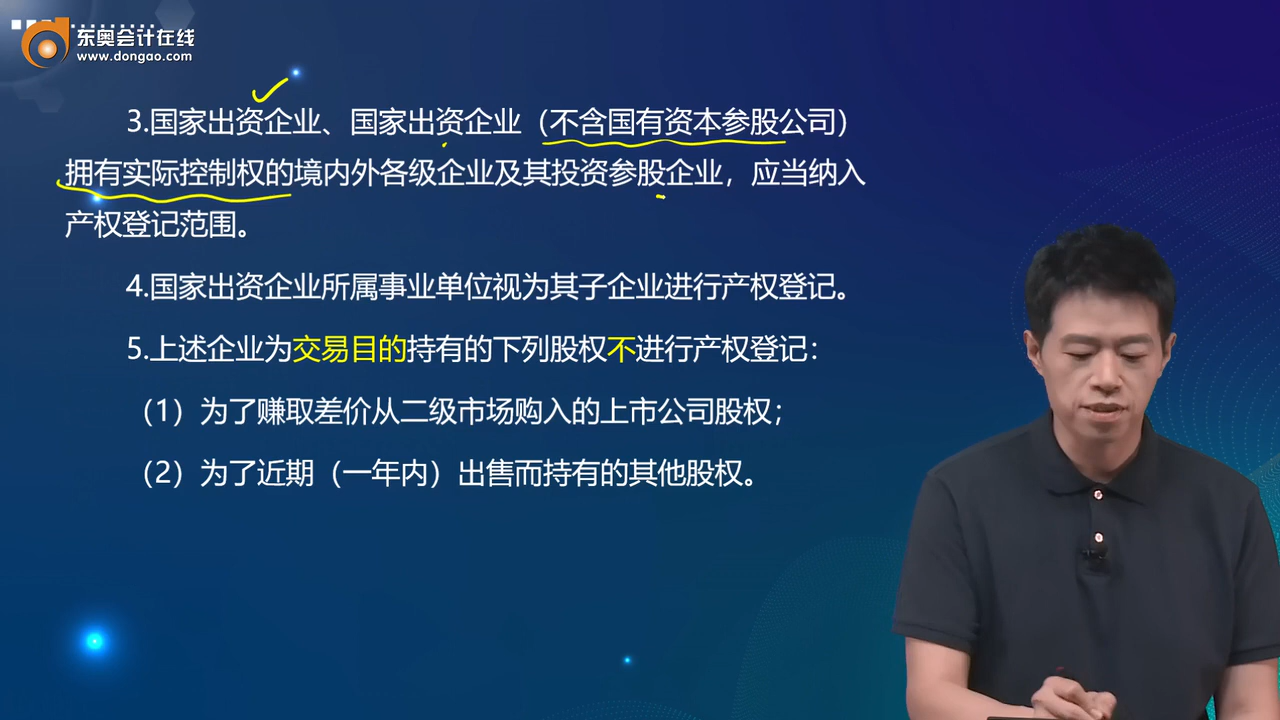 东奥会计在线
www.dongao.com
3.国家出资企业、国家出资企业（不含国有资本参股公司）
拥有实际控制权的境内外各级企业及其投资参股企业，应当纳入
产权登记范围。
4.国家出资企业所属事业单位视为其子企业进行产权登记。
5.上述企业为交易目的持有的下列股权不进行产权登记：
（1）为了赚取差价从二级市场购入的上市公司股权；
（2）为了近期（一年内）出售而持有的其他股权。